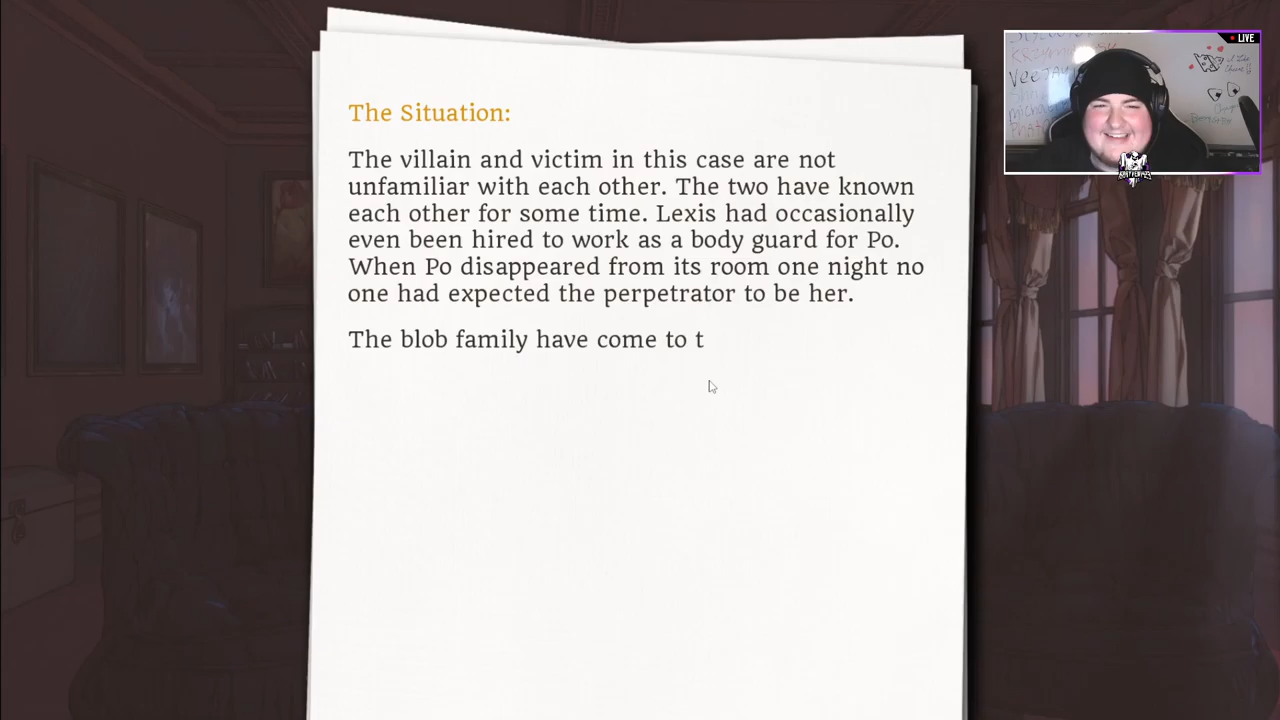 The Situation:
The villain and victim in this case are not
unfamiliar with each other. The two have known
each other for some time. Lexis had occasionally
even been hired to work as a body guard for Po.
When Po disappeared from its room one night no
one had expected the perpetrator to be her.
The blob family have come to t
LIVE